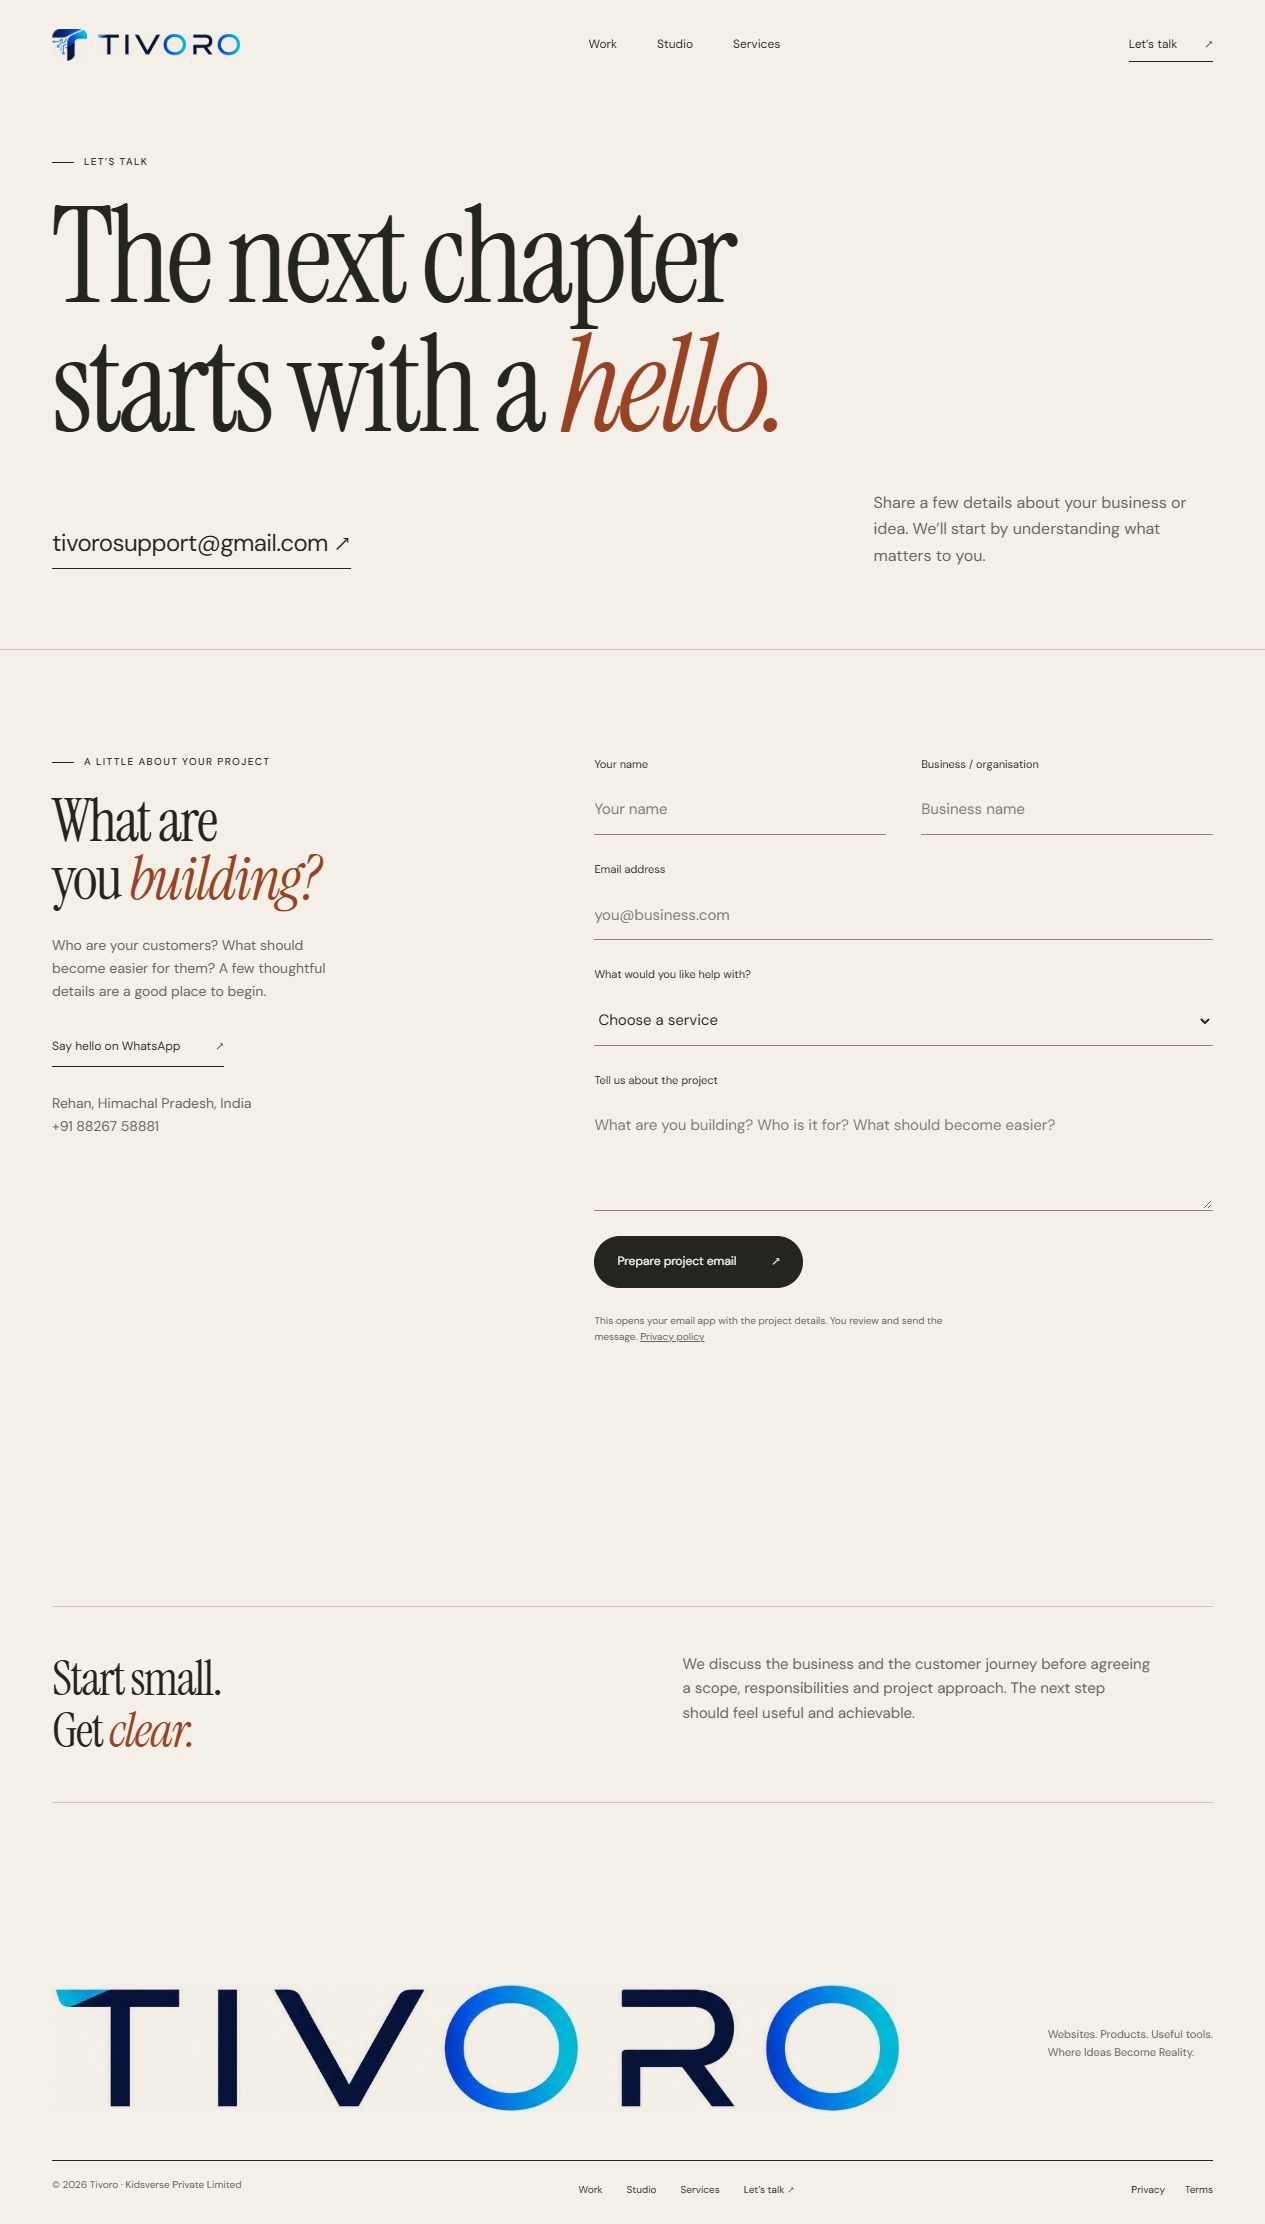 TIVORO
Work
Studio
Services
Let's talk ↗
LET'S TALK
The next chapter
starts with a hello.
tivorosupport@gmail.com ↗
Share a few details about your business or
idea. We'll start by understanding what
matters to you.
A LITTLE ABOUT YOUR PROJECT
What are
you building?
Who are your customers? What should
become easier for them? A few thoughtful
details are a good place to begin.
Say hello on WhatsApp ↗
Rehan, Himachal Pradesh, India
+91 88267 58881
Your name
Your name
Business / organisation
Business name
Email address
you@business.com
What would you like help with?
Choose a service
Tell us about the project
What are you building? Who is it for? What should become easier?
Prepare project email ↗
This opens your email app with the project details. You review and send the
message. Privacy policy
Start small.
Get clear.
We discuss the business and the customer journey before agreeing
a scope, responsibilities and project approach. The next step
should feel useful and achievable.
TIVORO
Websites. Products. Useful tools.
Where Ideas Become Reality.
© 2026 Tivoro · Kidsverse Private Limited
Work
Studio
Services
Let's talk ↗
Privacy
Terms